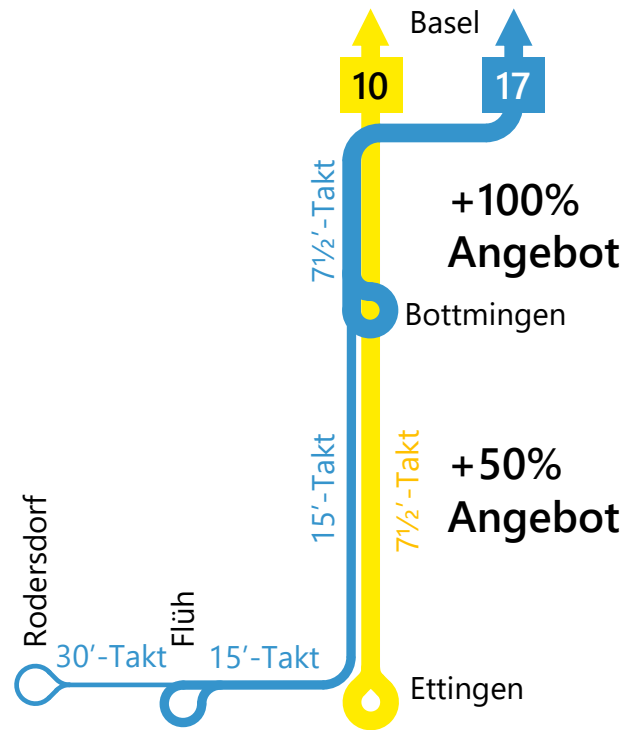 Basel
10
17
7½'-Takt
+100%
Angebot
Bottmingen
15'-Takt
7½'-Takt
+50%
Angebot
Rodersdorf
Flüh
30'-Takt
15'-Takt
Ettingen